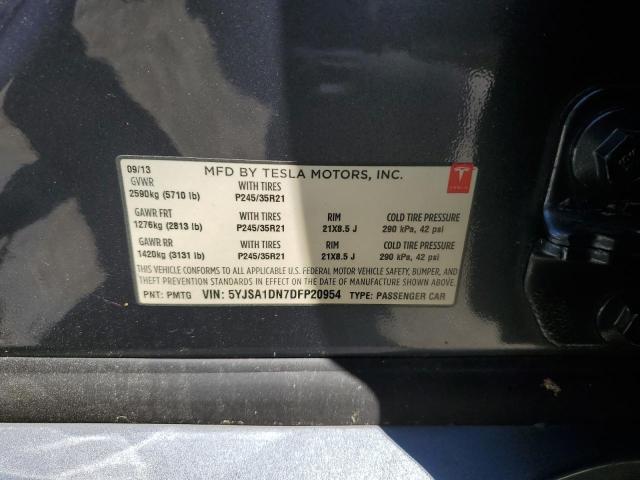 09/13 MFD BY TESLA MOTORS, INC.
GVWR WITH TIRES
2590kg (5710 lb) P245/35R21
GAWR FRT WITH TIRES RIM COLD TIRE PRESSURE
1276kg (2813 lb) P245/35R21 21X8.5 J 290 kPa, 42 psi
GAWR RR WITH TIRES RIM COLD TIRE PRESSURE
1420kg (3131 lb) P245/35R21 21X8.5 J 290 kPa, 42 psi
THIS VEHICLE CONFORMS TO ALL APPLICABLE U.S. FEDERAL MOTOR VEHICLE SAFETY, BUMPER, AND
THEFT PREVENTION STANDARDS IN EFFECT ON THE DATE OF MANUFACTURE SHOWN ABOVE.
PNT: PMTG VIN: 5YJSA1DN7DFP20954 TYPE: PASSENGER CAR
TESLA